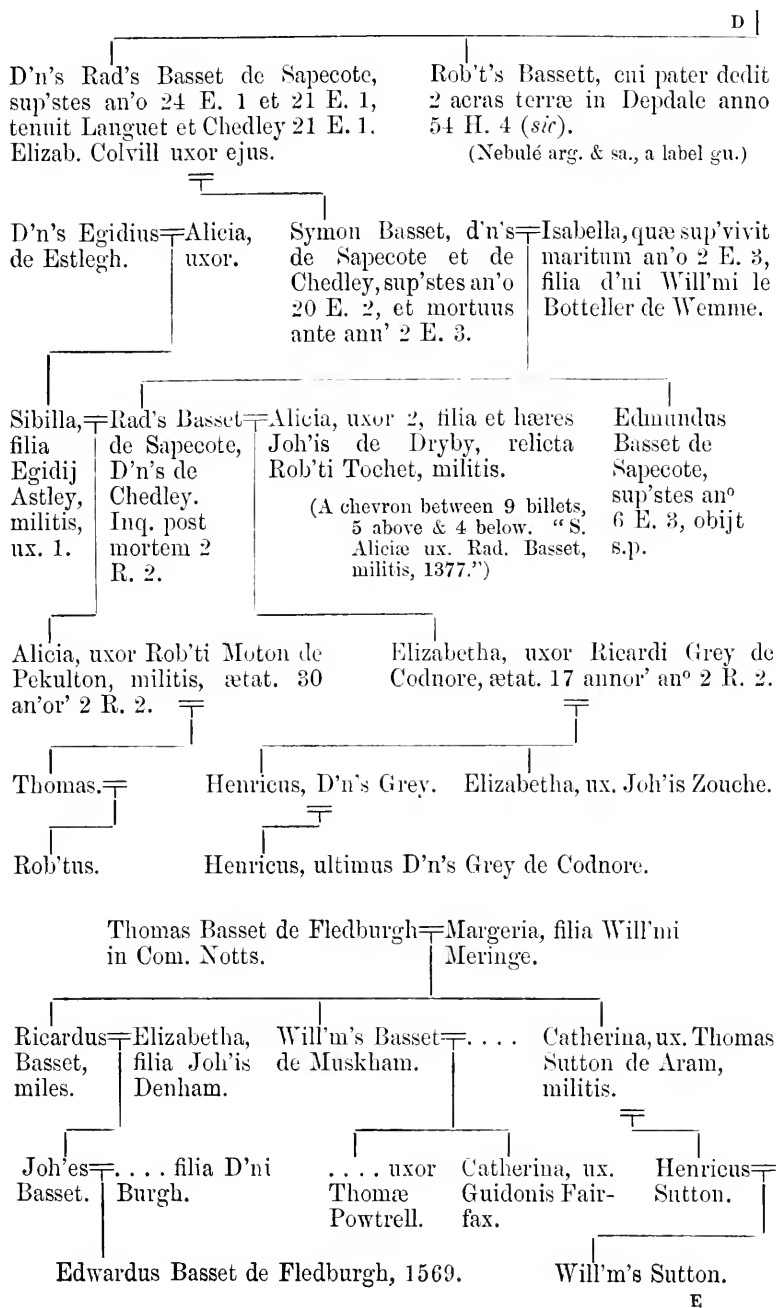 D
D'n's Rad's Basset de Sapecote,
sup'stes an'o 24 E. 1 et 21 E. 1,
tenuit Languet et Chedley 21 E. 1.
Elizab. Colvill uxor ejus.
Rob't's Bassett, cui pater dedit
2 acras terræ in Depdale anno
54 H. 4 (sic).
(Nebulé arg. & sa., a label gu.)
D'n's Egidius
de Estlegh.
Alicia,
uxor.
Symon Basset, d'n's
de Sapecote et de
Chedley, sup'stes an'o
20 E. 2, et mortuus
ante ann' 2 E. 3.
Isabella, quæ sup'vivit
maritum an'o 2 E. 3,
filia d'ni Will'mi le
Botteller de Wemme.
Sibilla,
filia
Egidij
Astley,
militis,
ux. 1.
Rad's Basset
de Sapecote,
D'n's de
Chedley.
Inq. post
mortem 2
R. 2.
Alicia, uxor 2, filia et hæres
Joh'is de Dryby, relicta
Rob'ti Tochet, militis.
(A chevron between 9 billets,
5 above & 4 below. "S.
Aliciæ ux. Rad. Basset,
militis, 1377.")
Edmundus
Basset de
Sapecote,
sup'stes anº
6 E. 3, obijt
s.p.
Alicia, uxor Rob'ti Moton de
Pekulton, militis, ætat. 30
an'or' 2 R. 2.
Elizabetha, uxor Ricardi Grey de
Codnore, ætat. 17 annor' anº 2 R. 2.
Thomas.
Henricus, D'n's Grey.
Elizabetha, ux. Joh'is Zouche.
Rob'tus.
Henricus, ultimus D'n's Grey de Codnore.
Thomas Basset de Fledburgh
in Com. Notts.
Margeria, filia Will'mi
Meringe.
Ricardus
Basset,
miles.
Elizabetha,
filia Joh'is
Denham.
Will'm's Basset
de Muskham.
. . . .
Catherina, ux. Thomas
Sutton de Aram,
militis.
Joh'es
Basset.
. . . . filia D'ni
Burgh.
. . . . uxor
Thomæ
Powtrell.
Catherina, ux.
Guidonis Fair-
fax.
Henricus
Sutton.
Edwardus Basset de Fledburgh, 1569.
Will'm's Sutton.
E